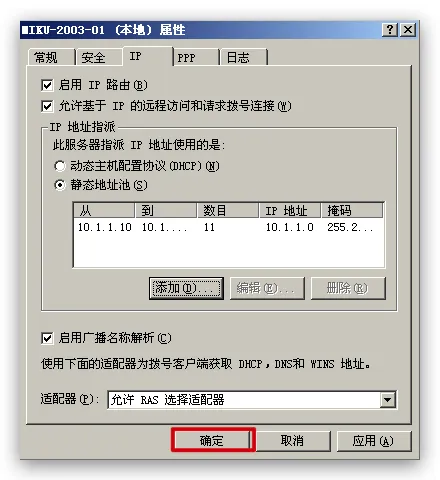 MIKU-2003-01 (本地) 属性
常规 安全 IP PPP 日志
启用 IP 路由(B)
允许基于 IP 的远程访问和请求拨号连接(W)
IP 地址指派
此服务器指派 IP 地址使用的是:
动态主机配置协议(DHCP)(N)
静态地址池(S)
从 到 数目 IP 地址 掩码
10.1.1.10 10.1.... 11 10.1.1.0 255.2...
添加(D)... 编辑(E)... 删除(R)
启用广播名称解析(C)
使用下面的适配器为拨号客户端获取 DHCP,DNS和 WINS 地址。
适配器(P): 允许 RAS 选择适配器
确定 取消 应用(A)